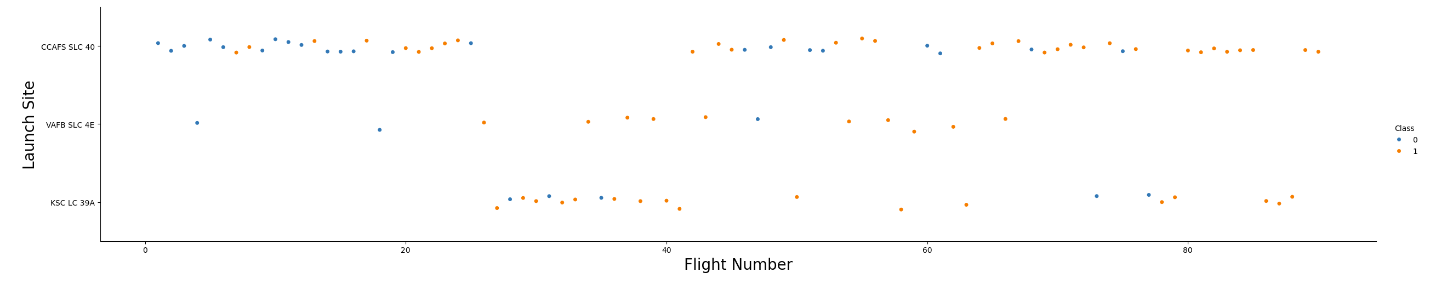 Launch Site
CCAFS SLC 40
VAFB SLC 4E
KSC LC 39A
0 20 40 60 80
Flight Number
Class
0
1